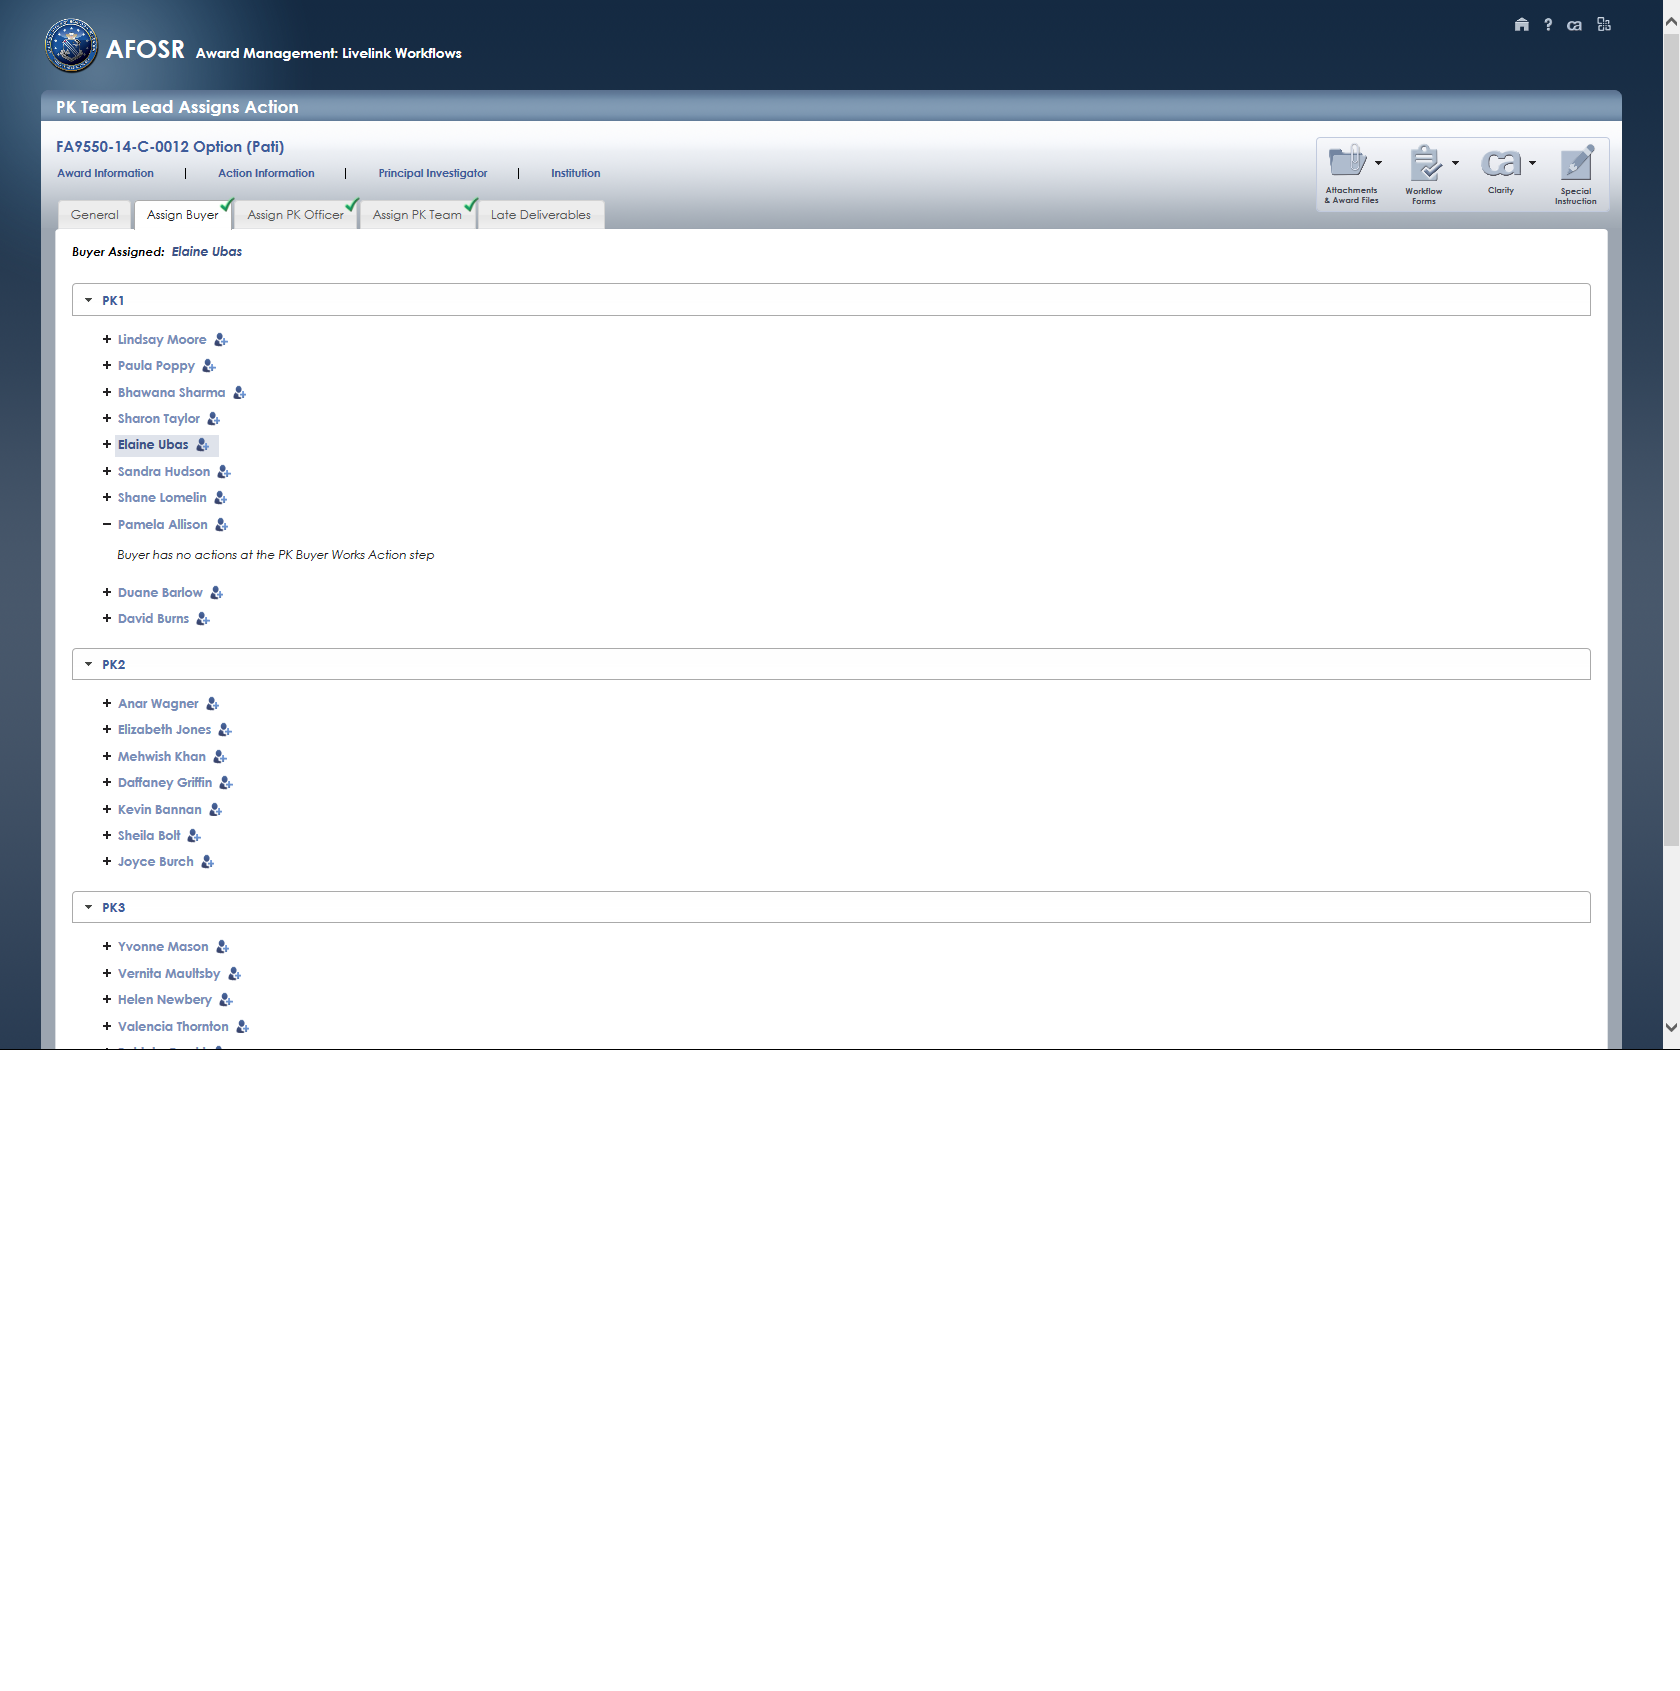 AFOSR Award Management: Livelink Workflows
? ca
PK Team Lead Assigns Action
FA9550-14-C-0012 Option (Pati)
Award Information | Action Information | Principal Investigator | Institution
ca
Attachments & Award Files
Workflow Forms
Clarity
Special Instruction
General Assign Buyer Assign PK Officer Assign PK Team Late Deliverables
Buyer Assigned: Elaine Ubas
PK1
+ Lindsay Moore
+ Paula Poppy
+ Bhawana Sharma
+ Sharon Taylor
+ Elaine Ubas
+ Sandra Hudson
+ Shane Lomelin
− Pamela Allison
Buyer has no actions at the PK Buyer Works Action step
+ Duane Barlow
+ David Burns
PK2
+ Anar Wagner
+ Elizabeth Jones
+ Mehwish Khan
+ Daffaney Griffin
+ Kevin Bannan
+ Sheila Bolt
+ Joyce Burch
PK3
+ Yvonne Mason
+ Vernita Maultsby
+ Helen Newbery
+ Valencia Thornton